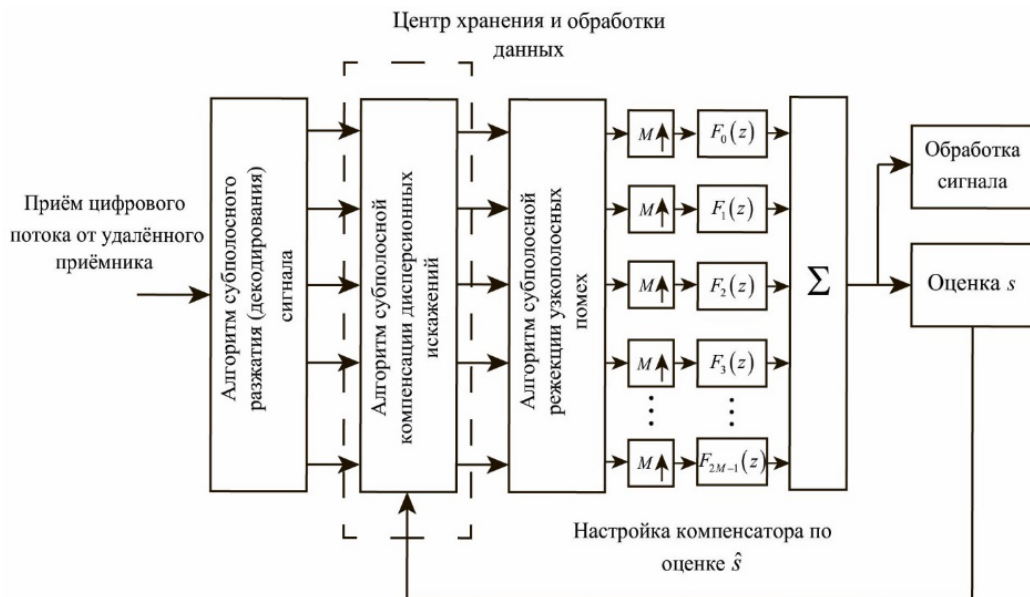 Центр хранения и обработки
данных
Приём цифрового
потока от удалённого
приёмника
Алгоритм субполосного
разжатия (декодирования)
сигнала
Алгоритм субполосной
компенсации дисперсионных
искажений
Алгоритм субполосной
режекции узкополосных
помех
M↑ F₀(z)
M↑ F₁(z)
M↑ F₂(z)
M↑ F₃(z)
⋮ ⋮
M↑ F₂ₘ₋₁(z)
Σ
Обработка
сигнала
Оценка s
Настройка компенсатора по
оценке ŝ